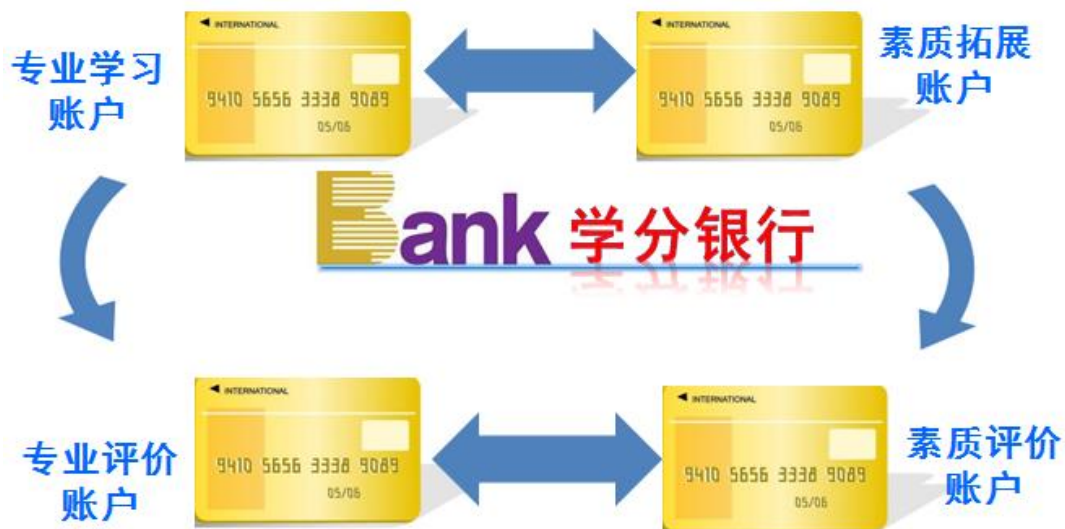 INTERNATIONAL
9410 5656 3338 9089
05/06
INTERNATIONAL
9410 5656 3338 9089
05/06
专业学习
账户
素质拓展
账户
Bank 学分银行
INTERNATIONAL
9410 5656 3338 9089
05/06
INTERNATIONAL
9410 5656 3338 9089
05/06
专业评价
账户
素质评价
账户